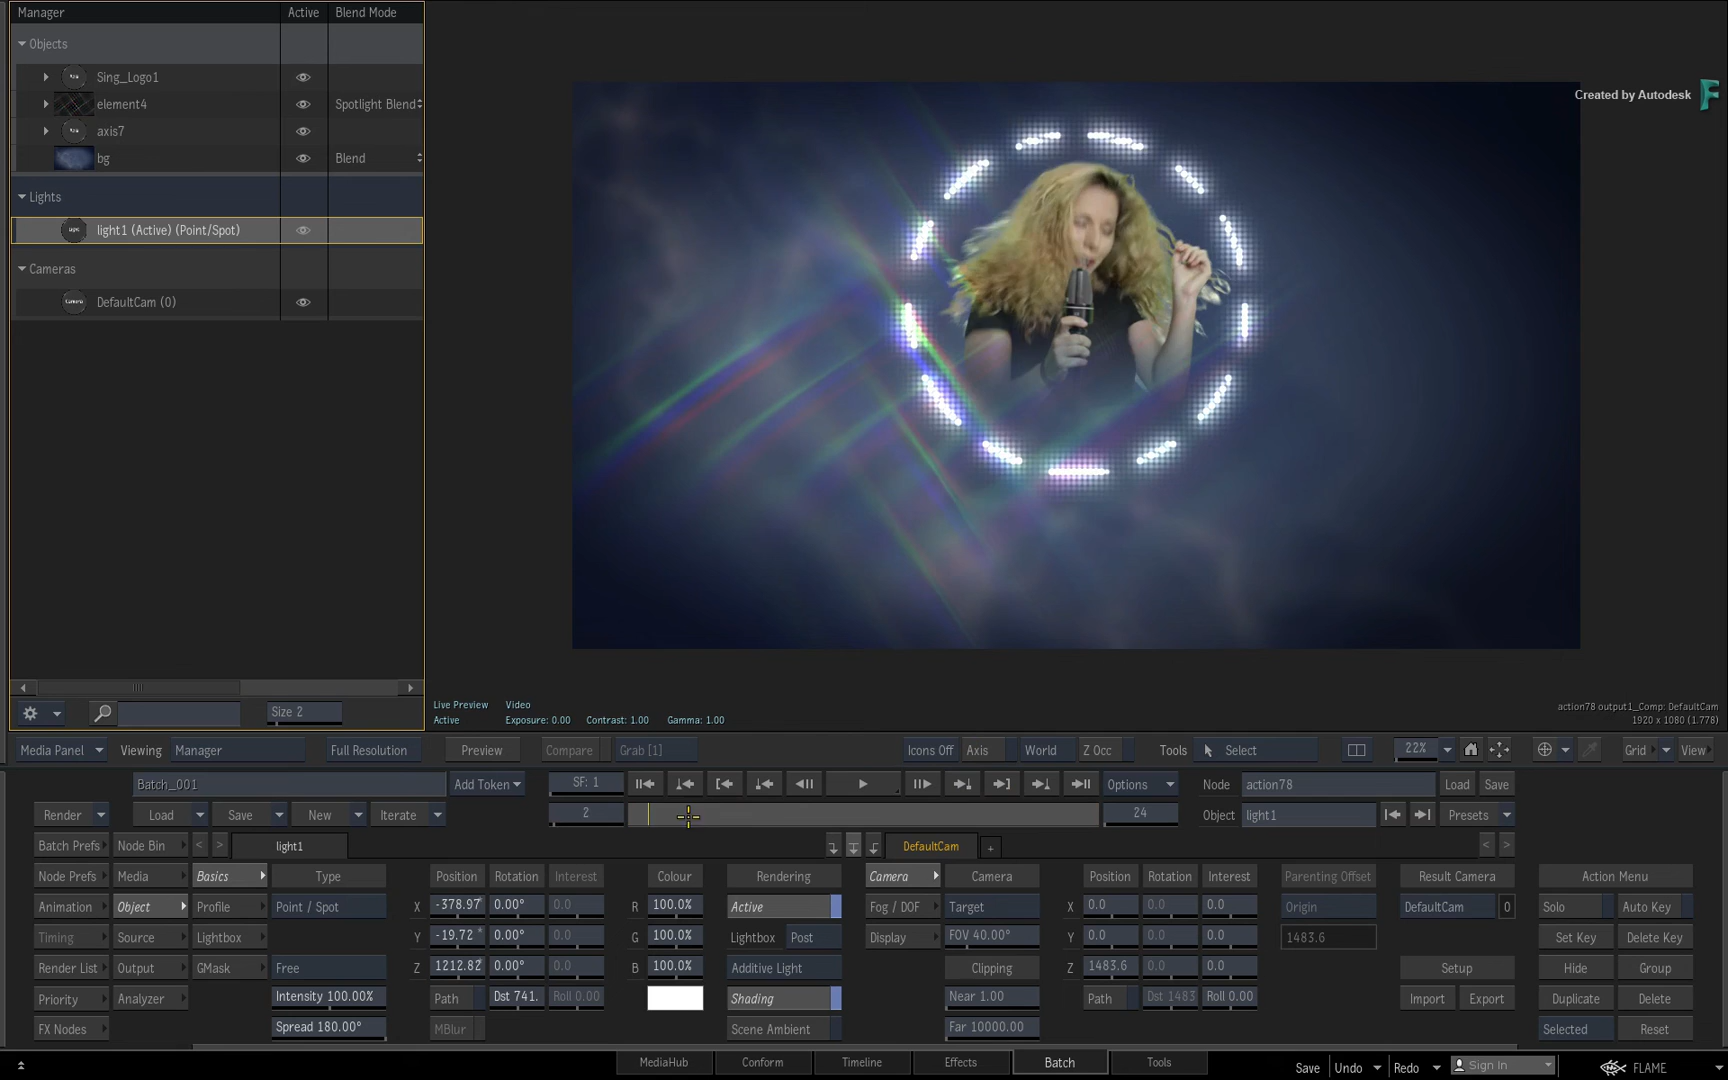 Manager Active Blend Mode
Objects
Sing_Logo1
element4 Spotlight Blend
axis7
bg Blend
Lights
light1 (Active) (Point/Spot)
Cameras
Camera DefaultCam (0)
Created by Autodesk
Size 2
Live Preview Video
Active Exposure: 0.00 Contrast: 1.00 Gamma: 1.00
action78 output1_Comp: DefaultCam
1920 x 1080 (1.778)
Media Panel Viewing Manager Full Resolution Preview Compare Grab [1] Icons Off Axis World Z Occ Tools Select 22% Grid View
Batch_001 Add Token SF: 1 Options Node action78 Load Save
Render Load Save New Iterate 2 24 Object light1 Presets
Batch Prefs Node Bin < > light1 DefaultCam + < >
Node Prefs Media Basics Type Position Rotation Interest Colour Rendering Camera Camera Position Rotation Interest Parenting Offset Result Camera Action Menu
Animation Object Profile Point / Spot X -378.97 0.00° 0.0 R 100.0% Active Fog / DOF Target X 0.0 0.0 0.0 Origin DefaultCam 0 Solo Auto Key
Timing Source Lightbox Y -19.72 0.00° 0.0 G 100.0% Lightbox Post Display FOV 40.00° Y 0.0 0.0 0.0 1483.6 Set Key Delete Key
Render List Output GMask Free Z 1212.82 0.00° 0.0 B 100.0% Additive Light Clipping Z 1483.6 0.0 0.0 Setup Hide Group
Priority Analyzer Intensity 100.00% Path Dst 741. Roll 0.00 Shading Near 1.00 Path Dst 1483 Roll 0.00 Import Export Duplicate Delete
FX Nodes Spread 180.00° MBlur Scene Ambient Far 10000.00 Selected Reset
MediaHub Conform Timeline Effects Batch Tools Save Undo Redo Sign In FLAME